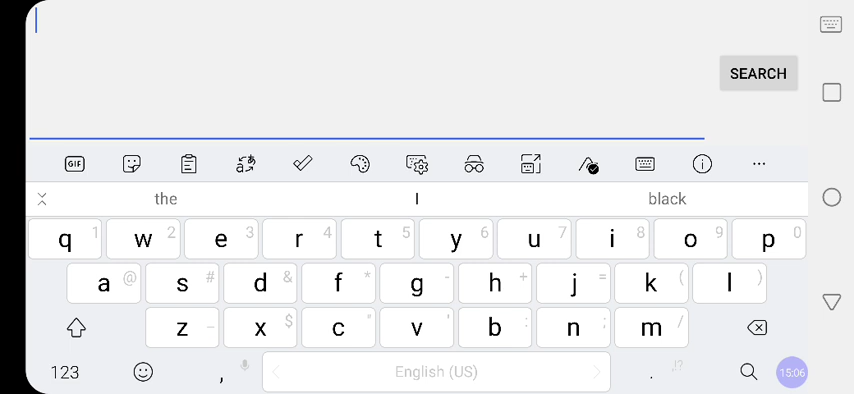 SEARCH
GIF
the I black
q 1 w 2 e 3 r 4 t 5 y 6 u 7 i 8 o 9 p 0
a @ s # d & f * g - h + j = k ( l )
z _ x $ c " v ' b : n ; m /
123 , English (US) . ,!? 15:06